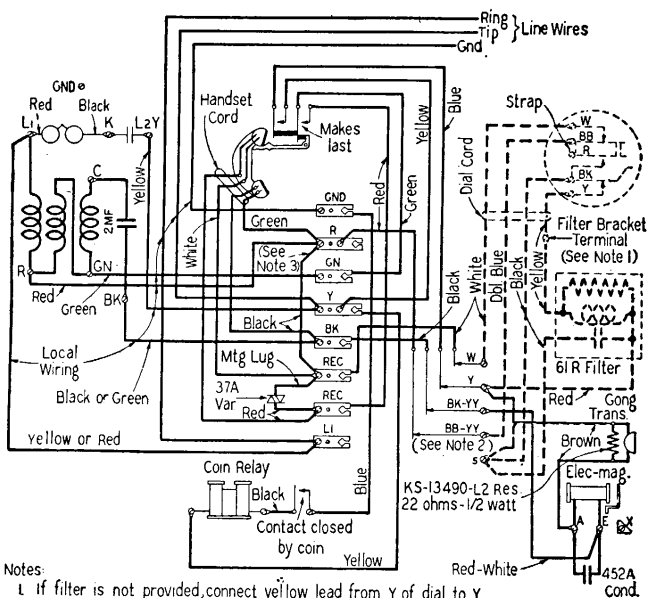 Ring
Tip
Line Wires
Gnd
GND
Red
Black
L1
K
L2Y
Handset
Cord
Makes
last
Blue
Yellow
Strap
W
BB
R
BK
Y
Yellow
C
2MF
Dial Cord
Red
Green
GND
Green
R
White
(See
Note 3)
GN
Filter Bracket
Terminal
(See Note 1)
R
GN
Red
Green
BK
Y
Black
BK
Black
White
Dbl. Blue
Black
Yellow
Local
Wiring
Mtg Lug
REC
W
61R Filter
Black or Green
37A
Var
Red
REC
Y
Red
Gong
BK-YY
Trans.
L1
BB-YY
Brown
Yellow or Red
(See Note 2)
S
Coin Relay
Blue
KS-13490-L2 Res.
22 ohms-1/2 watt
Elec-mag.
Black
Contact closed
by coin
A
E
X
Yellow
Red-White
452A
Cond.
Notes:
1. If filter is not provided, connect yellow lead from Y of dial to Y